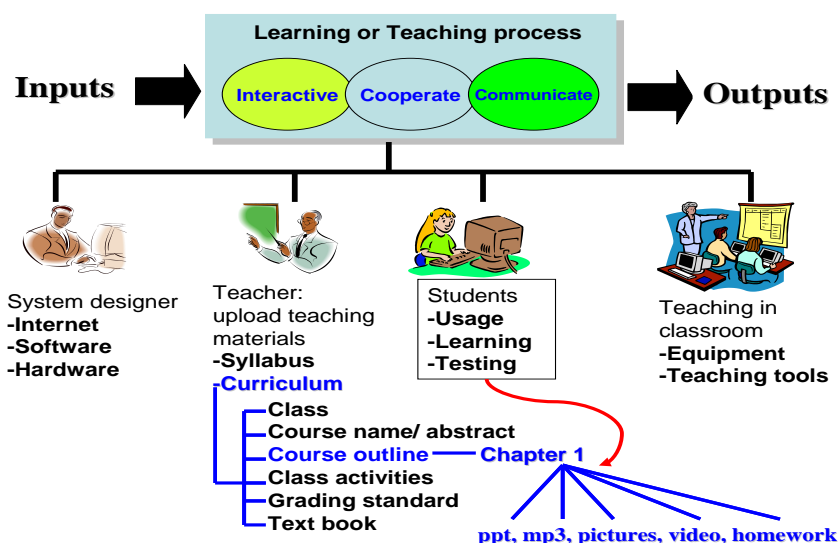 Learning or Teaching process
Inputs
Interactive
Cooperate
Communicate
Outputs
System designer
-Internet
-Software
-Hardware
Teacher:
upload teaching
materials
-Syllabus
-Curriculum
Class
Course name/ abstract
Course outline
Chapter 1
Class activities
Grading standard
Text book
Students
-Usage
-Learning
-Testing
Teaching in
classroom
-Equipment
-Teaching tools
ppt, mp3, pictures, video, homework